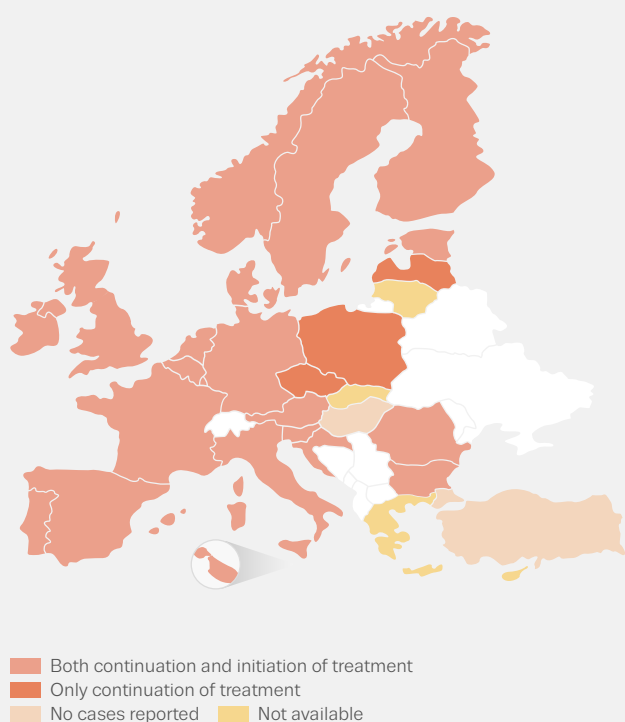 Both continuation and initiation of treatment
Only continuation of treatment
No cases reported Not available